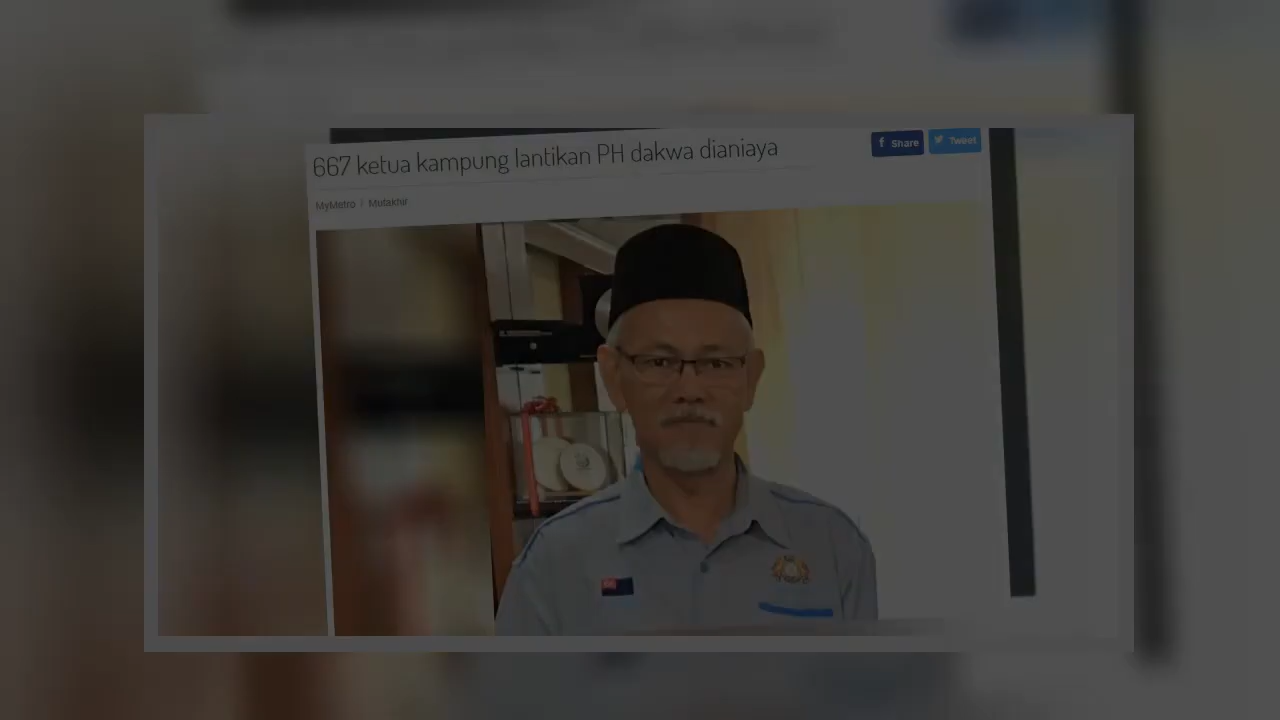 667 ketua kampung lantikan PH dakwa dianiaya
Share
Tweet
MyMetro / Mutakhir